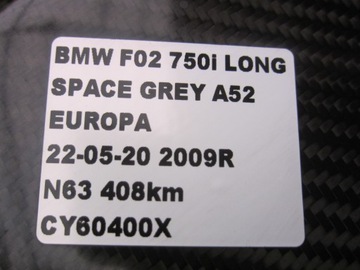 BMW F02 750i LONG
SPACE GREY A52
EUROPA
22-05-20 2009R
N63 408km
CY60400X